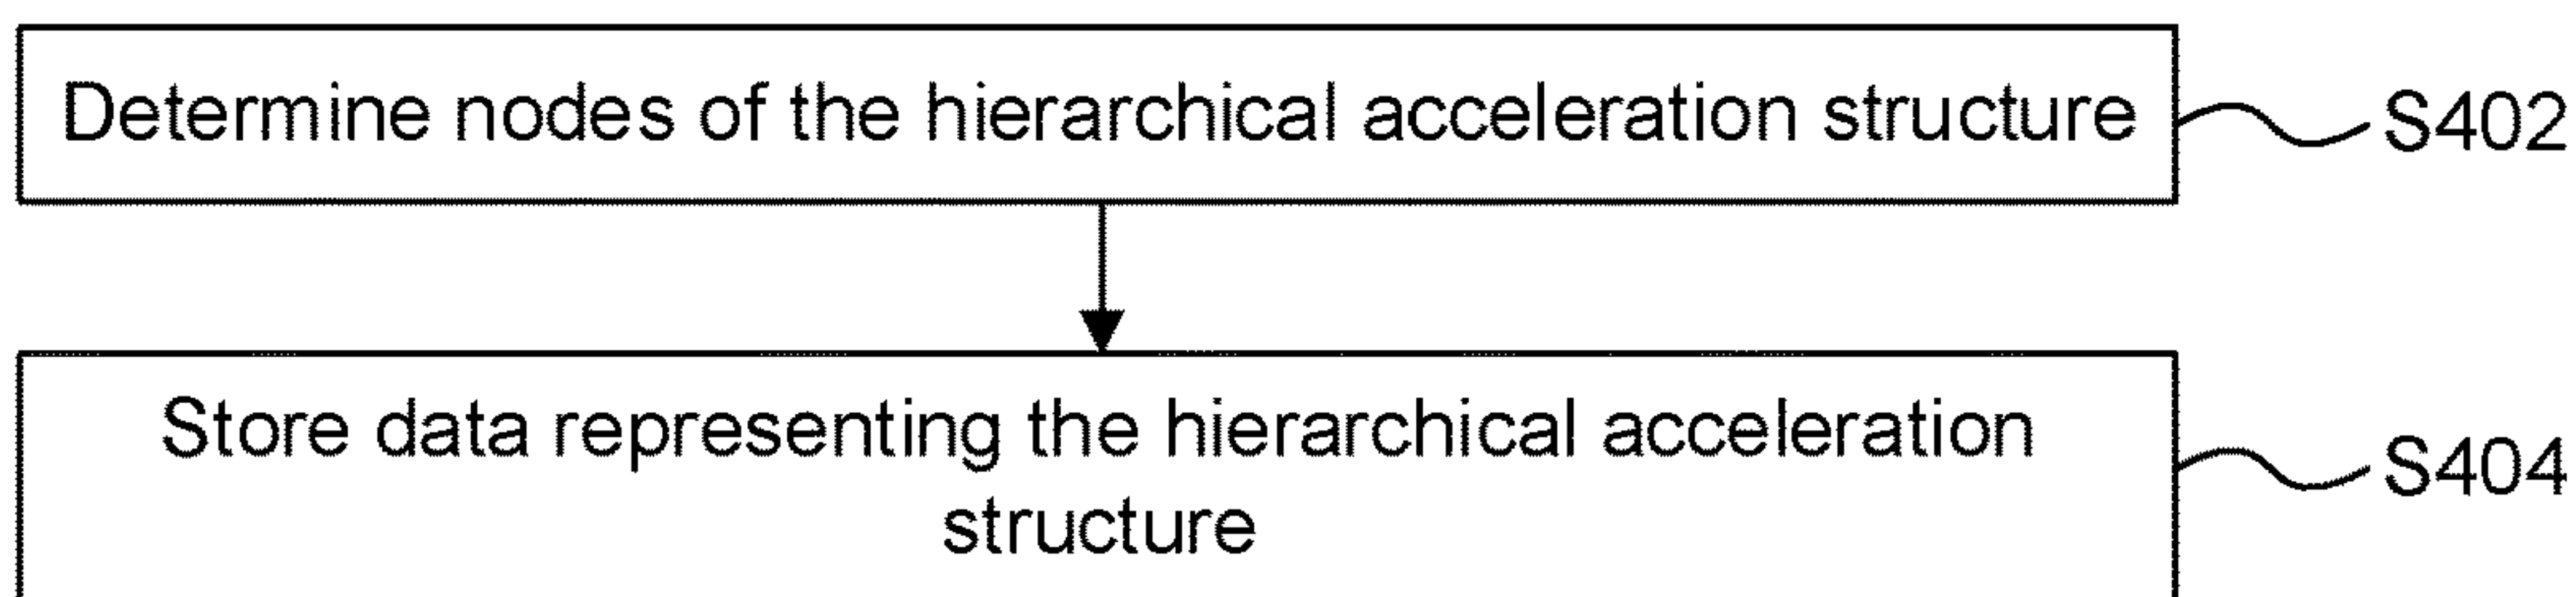 Determine nodes of the hierarchical acceleration structure
S402
Store data representing the hierarchical acceleration
structure
S404